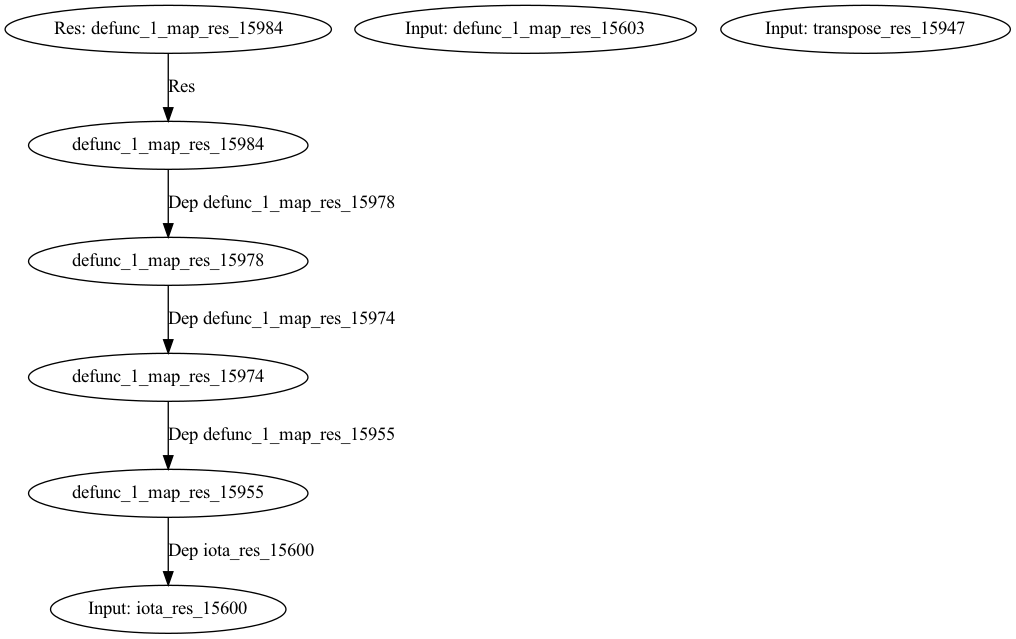 Res: defunc_1_map_res_15984
Input: defunc_1_map_res_15603
Input: transpose_res_15947
Res
defunc_1_map_res_15984
Dep defunc_1_map_res_15978
defunc_1_map_res_15978
Dep defunc_1_map_res_15974
defunc_1_map_res_15974
Dep defunc_1_map_res_15955
defunc_1_map_res_15955
Dep iota_res_15600
Input: iota_res_15600